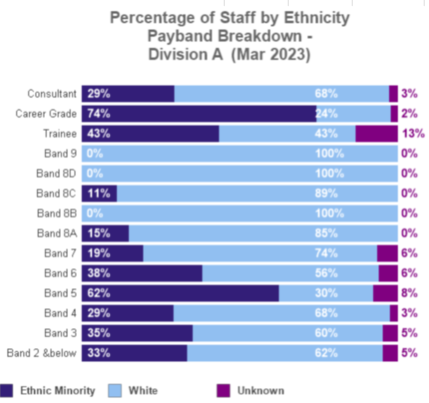 Percentage of Staff by Ethnicity
Payband Breakdown -
Division A (Mar 2023)
Consultant 29% 68% 3%
Career Grade 74% 24% 2%
Trainee 43% 43% 13%
Band 9 0% 100% 0%
Band 8D 0% 100% 0%
Band 8C 11% 89% 0%
Band 8B 0% 100% 0%
Band 8A 15% 85% 0%
Band 7 19% 74% 6%
Band 6 38% 56% 6%
Band 5 62% 30% 8%
Band 4 29% 68% 3%
Band 3 35% 60% 5%
Band 2 &below 33% 62% 5%
Ethnic Minority White Unknown